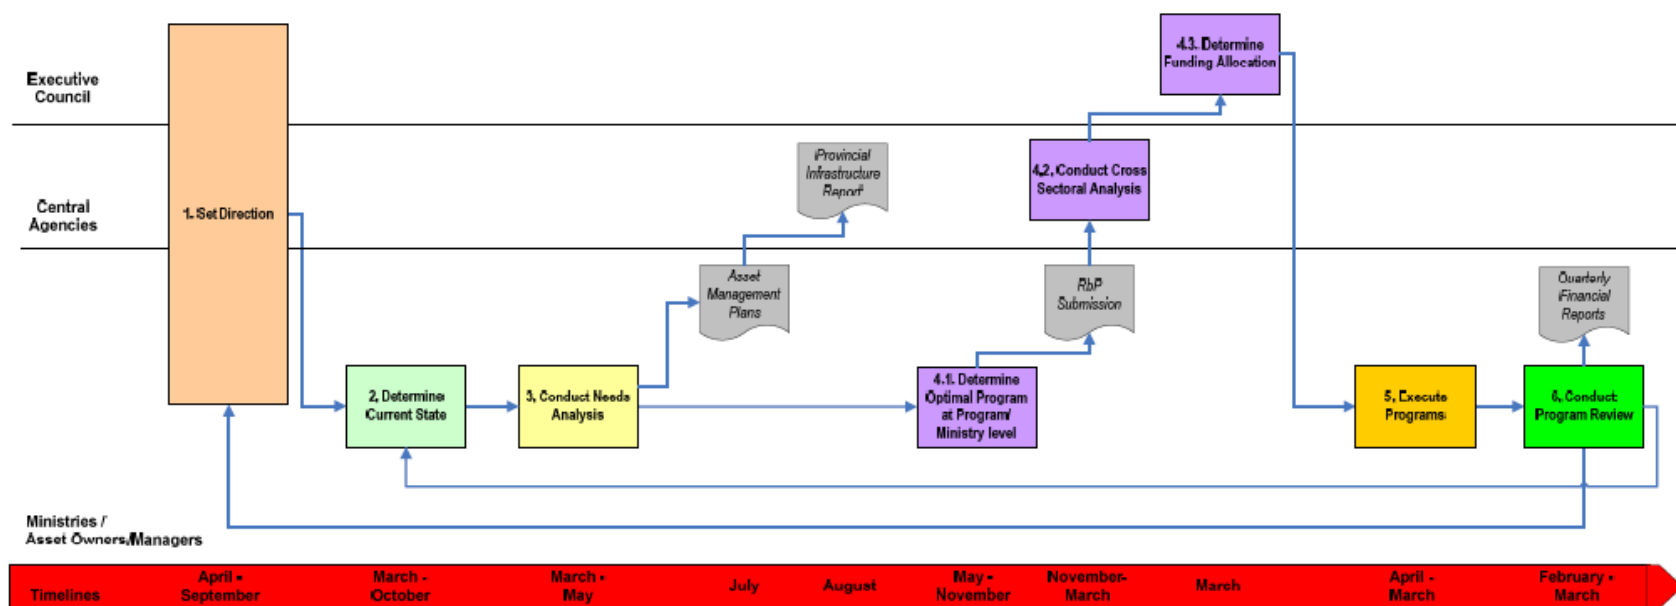 Executive
Council
Central
Agencies
Ministries /
Asset Owners/Managers
1. Set Direction
2. Determine
Current State
3. Conduct Needs
Analysis
Asset
Management
Plans
Provincial
Infrastructure
Report
4.1. Determine
Optimal Program
at Program/
Ministry level
RbP
Submission
4.2. Conduct Cross
Sectoral Analysis
4.3. Determine
Funding Allocation
5. Execute
Programs
6. Conduct
Program Review
Quarterly
Financial
Reports
Timelines
April -
September
March -
October
March -
May
July
August
May -
November
November-
March
March
April -
March
February -
March